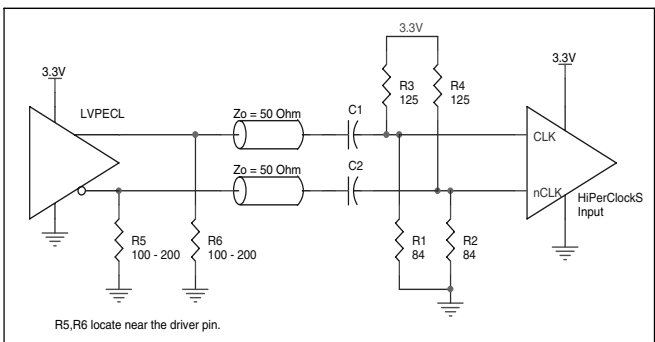 3.3V
3.3V
3.3V
R3
125
R4
125
LVPECL
Zo = 50 Ohm
C1
CLK
Zo = 50 Ohm
C2
nCLK
HiPerClockS
Input
R5
100 - 200
R6
100 - 200
R1
84
R2
84
R5,R6 locate near the driver pin.